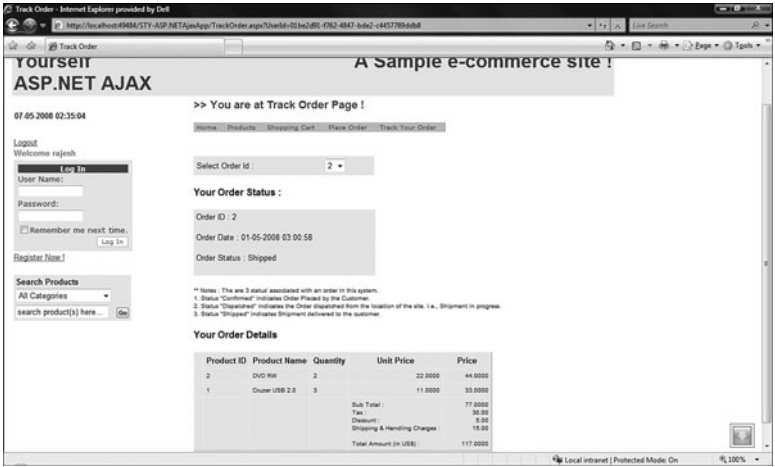 Track Order - Internet Explorer provided by Dell
http://localhost:49484/STY-ASP.NETAjaxApp/TrackOrder.aspx?UserId=01be2d91-f762-4847-bde2-c4457789ddb8
Live Search
Track Order
Page
Tools
Yourself
ASP.NET AJAX
A Sample e-commerce site !
07-05-2008 02:35:04
Logout
Welcome rajesh
Log In
User Name:
Password:
Remember me next time.
Log In
Register Now !
Search Products
All Categories
search product(s) here...
Go
>> You are at Track Order Page !
Home Products Shopping Cart Place Order Track Your Order
Select Order Id : 2
Your Order Status :
Order ID : 2
Order Date : 01-05-2008 03:00:58
Order Status : Shipped
** Notes : The are 3 status' associated with an order in this system.
1. Status "Confirmed" indicates Order Placed by the Customer.
2. Status "Dispatched" indicates the Order dispatched from the location of the site. i.e., Shipment in progress.
3. Status "Shipped" indicates Shipment delivered to the customer.
Your Order Details
Product ID Product Name Quantity Unit Price Price
2 DVD RW 2 22.0000 44.0000
1 Cruzer USB 2.0 3 11.0000 33.0000
Sub Total : 77.0000
Tax : 30.00
Discount : 5.00
Shipping & Handling Charges : 15.00
Total Amount (in US$) : 117.0000
Local intranet | Protected Mode: On
100%